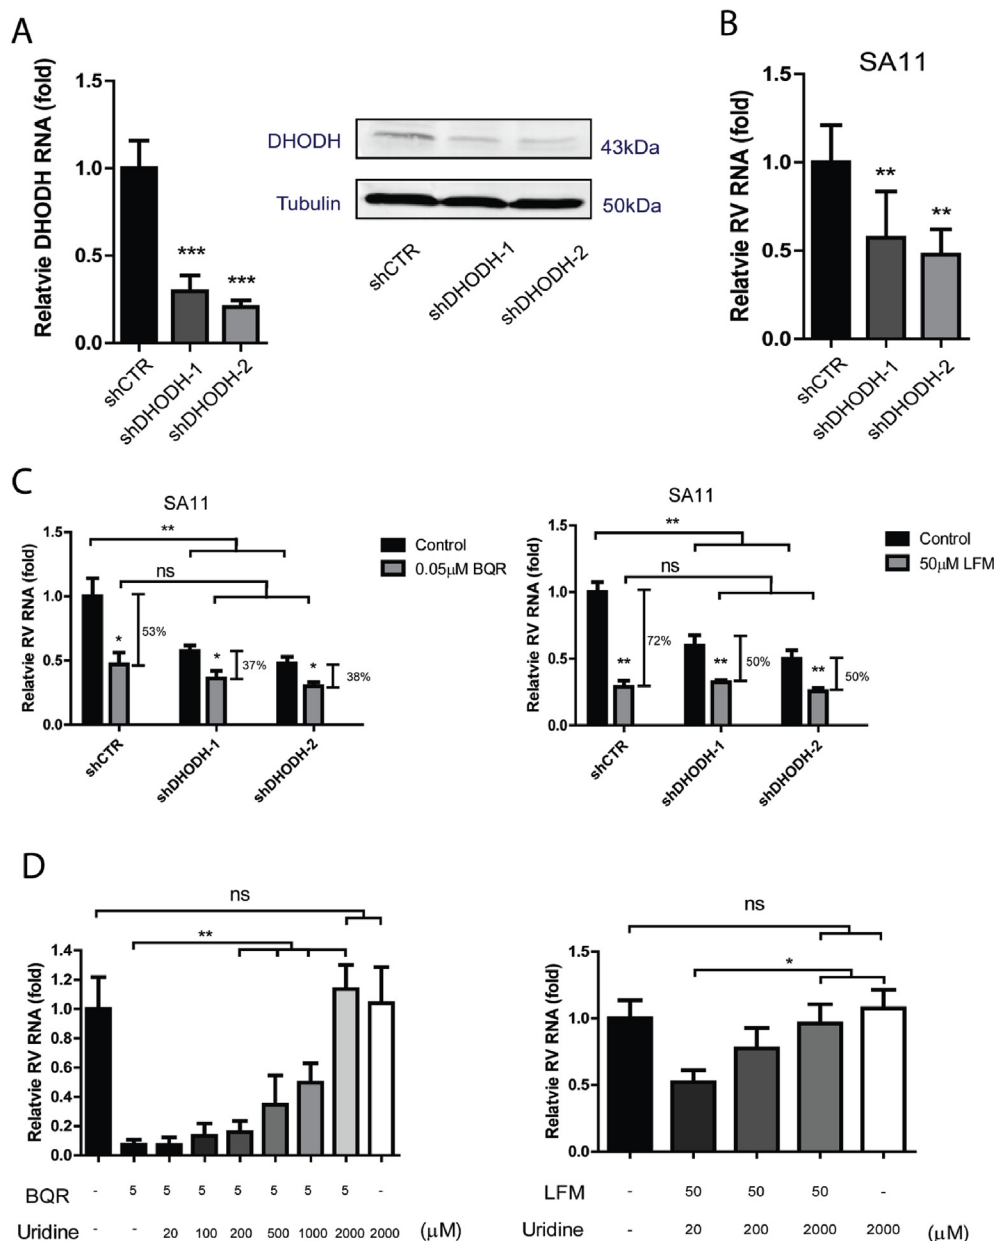 A
Relatvie DHODH RNA (fold)
1.5
1.0
0.5
0.0
***
***
shCTR
shDHODH-1
shDHODH-2
DHODH
43kDa
Tubulin
50kDa
shCTR
shDHODH-1
shDHODH-2
B
SA11
Relatvie RV RNA (fold)
1.5
1.0
0.5
0.0
**
**
shCTR
shDHODH-1
shDHODH-2
C
SA11
Relatvie RV RNA (fold)
1.5
1.0
0.5
0.0
**
ns
*
53%
*
37%
*
38%
Control
0.05μM BQR
shCTR
shDHODH-1
shDHODH-2
SA11
Relatvie RV RNA (fold)
1.5
1.0
0.5
0.0
**
ns
**
72%
**
50%
**
50%
Control
50μM LFM
shCTR
shDHODH-1
shDHODH-2
D
Relatvie RV RNA (fold)
1.4
1.2
1.0
0.8
0.6
0.4
0.2
0.0
ns
**
BQR - 5 5 5 5 5 5 5 -
Uridine - - 20 100 200 500 1000 2000 2000 (μM)
Relatvie RV RNA (fold)
1.5
1.0
0.5
0.0
ns
*
LFM - 50 50 50 -
Uridine - 20 200 2000 2000 (μM)